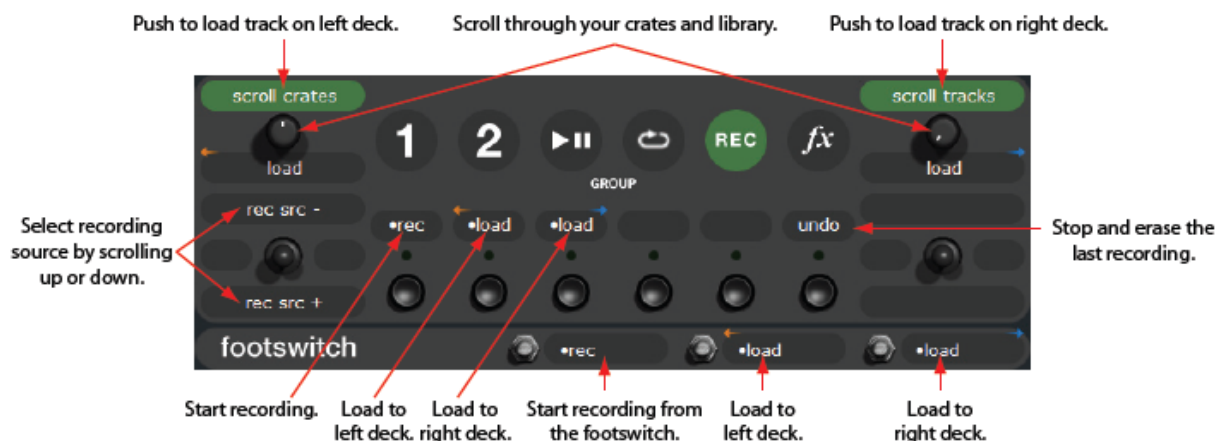 Push to load track on left deck.
Scroll through your crates and library.
Push to load track on right deck.
scroll crates
scroll tracks
1 2 REC fx
load
load
GROUP
rec src -
•rec
•load
•load
undo
Select recording
source by scrolling
up or down.
Stop and erase the
last recording.
rec src +
footswitch
•rec
•load
•load
Start recording.
Load to
left deck.
Load to
right deck.
Start recording from
the footswitch.
Load to
left deck.
Load to
right deck.